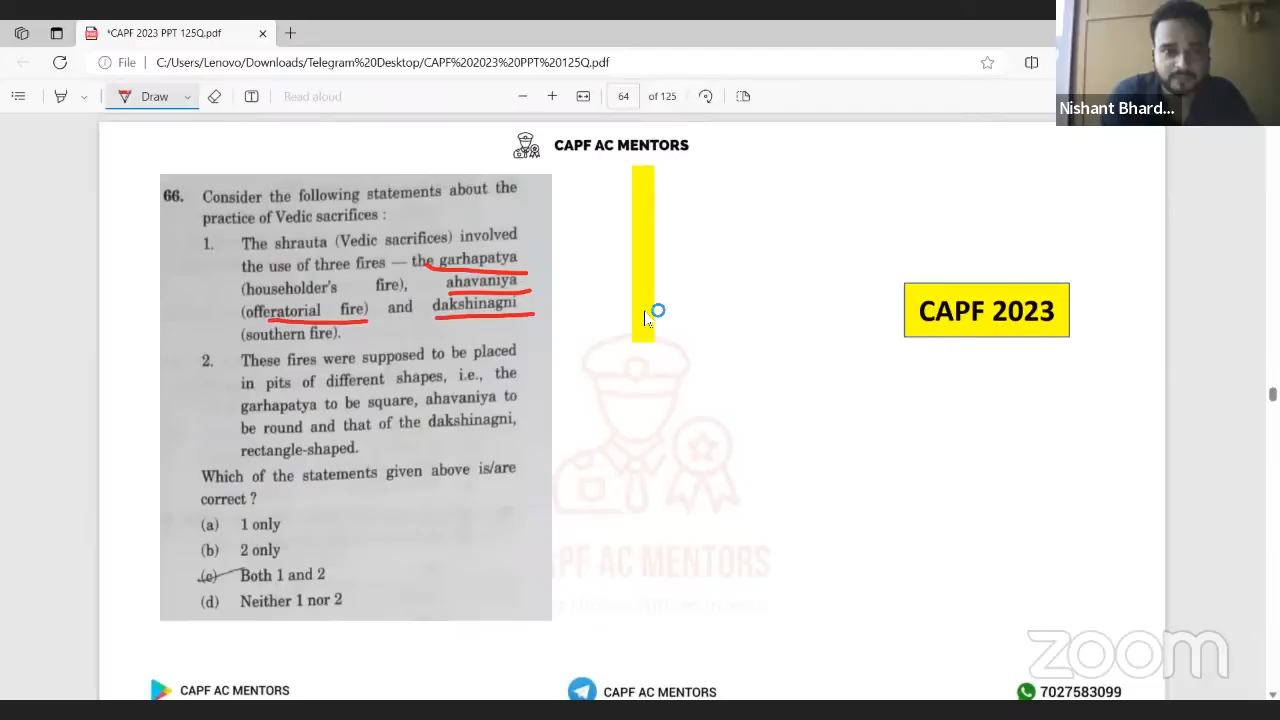 *CAPF 2023 PPT 125Q.pdf
File C:/Users/Lenovo/Downloads/Telegram%20Desktop/CAPF%202023%20PPT%20125Q.pdf
Draw Read aloud 64 of 125
Nishant Bhard...
CAPF AC MENTORS
66. Consider the following statements about the
practice of Vedic sacrifices :
1. The shrauta (Vedic sacrifices) involved
the use of three fires — the garhapatya
(householder's fire), ahavaniya
(offeratorial fire) and dakshinagni
(southern fire).
2. These fires were supposed to be placed
in pits of different shapes, i.e., the
garhapatya to be square, ahavaniya to
be round and that of the dakshinagni,
rectangle-shaped.
Which of the statements given above is/are
correct ?
(a) 1 only
(b) 2 only
(c) Both 1 and 2
(d) Neither 1 nor 2
CAPF 2023
CAPF AC MENTORS
zoom
CAPF AC MENTORS
CAPF AC MENTORS
7027583099